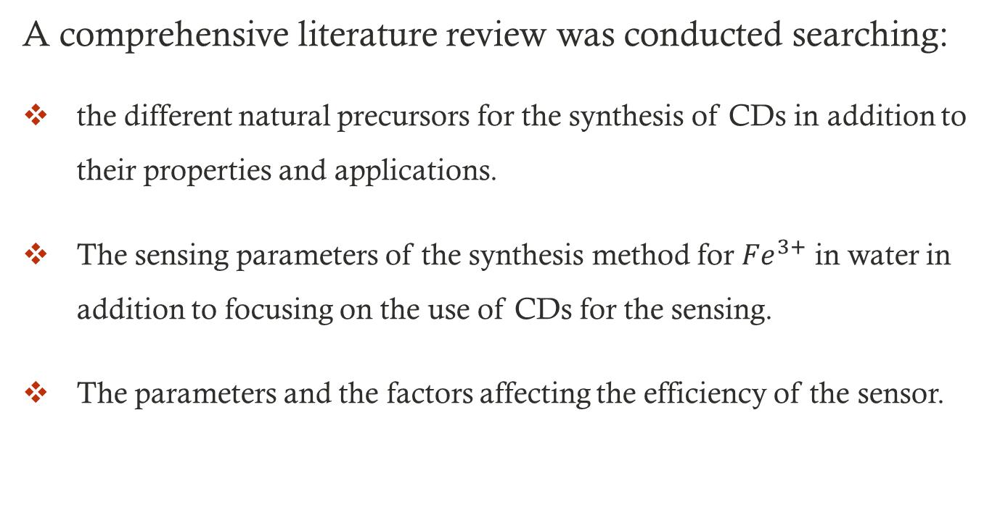 A comprehensive literature review was conducted searching:
❖ the different natural precursors for the synthesis of CDs in addition to
their properties and applications.
❖ The sensing parameters of the synthesis method for Fe³⁺ in water in
addition to focusing on the use of CDs for the sensing.
❖ The parameters and the factors affecting the efficiency of the sensor.